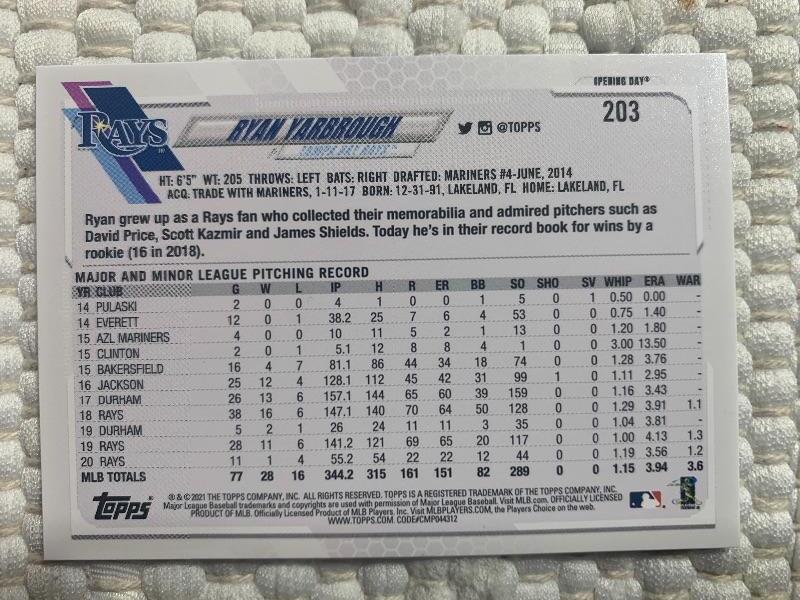 OPENING DAY®
203
RAYS
RYAN YARBROUGH
TAMPA BAY RAYS
@TOPPS
HT: 6'5" WT: 205 THROWS: LEFT BATS: RIGHT DRAFTED: MARINERS #4-JUNE, 2014
ACQ. TRADE WITH MARINERS, 1-11-17 BORN: 12-31-91, LAKELAND, FL HOME: LAKELAND, FL
Ryan grew up as a Rays fan who collected their memorabilia and admired pitchers such as
David Price, Scott Kazmir and James Shields. Today he's in their record book for wins by a
rookie (16 in 2018).
MAJOR AND MINOR LEAGUE PITCHING RECORD
YR CLUB G W L IP H R ER BB SO SHO SV WHIP ERA WAR
14 PULASKI 2 0 0 4 1 0 0 1 5 0 1 0.50 0.00 -
14 EVERETT 12 0 1 38.2 25 7 6 4 53 0 0 0.75 1.40 -
15 AZL MARINERS 4 0 0 10 11 5 2 1 13 0 0 1.20 1.80 -
15 CLINTON 2 0 1 5.1 12 8 8 4 1 0 0 3.00 13.50 -
15 BAKERSFIELD 16 4 7 81.1 86 44 34 18 74 0 0 1.28 3.76 -
16 JACKSON 25 12 4 128.1 112 45 42 31 99 1 0 1.11 2.95 -
17 DURHAM 26 13 6 157.1 144 65 60 39 159 0 0 1.16 3.43 -
18 RAYS 38 16 6 147.1 140 70 64 50 128 0 0 1.29 3.91 1.1
19 DURHAM 5 2 1 26 24 11 11 3 35 0 0 1.04 3.81 -
19 RAYS 28 11 6 141.2 121 69 65 20 117 0 0 1.00 4.13 1.3
20 RAYS 11 1 4 55.2 54 22 22 12 44 0 0 1.19 3.56 1.2
MLB TOTALS 77 28 16 344.2 315 161 151 82 289 0 0 1.15 3.94 3.6
TOPPS
® & © 2021 THE TOPPS COMPANY, INC. ALL RIGHTS RESERVED. TOPPS IS A REGISTERED TRADEMARK OF THE TOPPS COMPANY, INC.
Major League Baseball trademarks and copyrights are used with permission of Major League Baseball. Visit MLB.com. OFFICIALLY LICENSED
PRODUCT OF MLB. Officially Licensed Product of MLB Players, Inc. Visit MLBPLAYERS.com, the Players Choice on the web.
WWW.TOPPS.COM. CODE#CMP044312